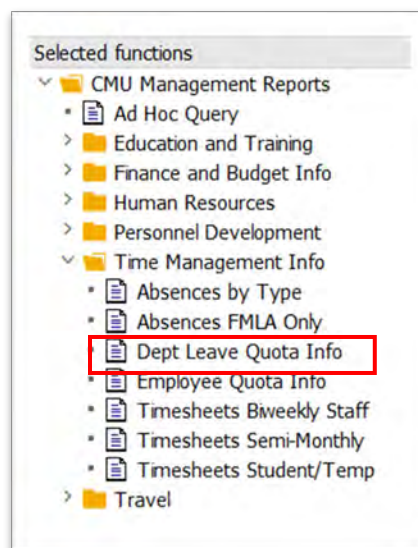 Selected functions
CMU Management Reports
Ad Hoc Query
Education and Training
Finance and Budget Info
Human Resources
Personnel Development
Time Management Info
Absences by Type
Absences FMLA Only
Dept Leave Quota Info
Employee Quota Info
Timesheets Biweekly Staff
Timesheets Semi-Monthly
Timesheets Student/Temp
Travel